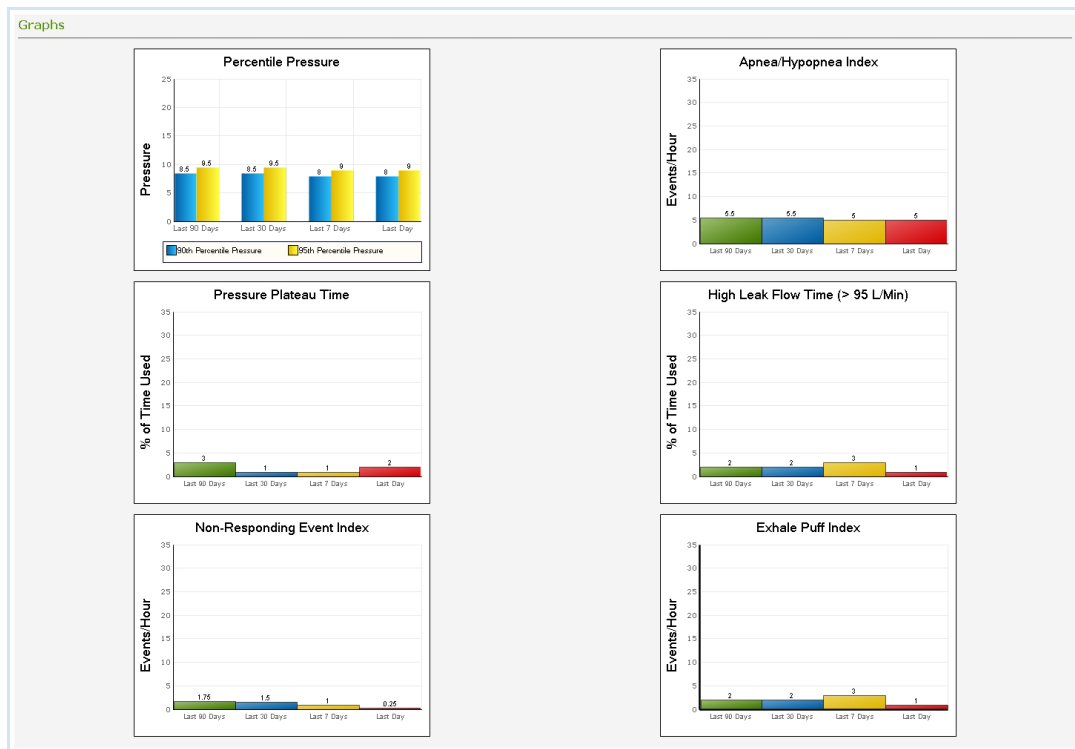 Graphs
Percentile Pressure
Pressure
25
20
15
10
5
0
8.5 9.5 8.5 9.5 8 9 8 9
Last 90 Days Last 30 Days Last 7 Days Last Day
90th Percentile Pressure 95th Percentile Pressure
Apnea/Hypopnea Index
Events/Hour
35
30
25
20
15
10
5
0
5.5 5.5 5 5
Last 90 Days Last 30 Days Last 7 Days Last Day
Pressure Plateau Time
% of Time Used
35
30
25
20
15
10
5
0
3 1 1 2
Last 90 Days Last 30 Days Last 7 Days Last Day
High Leak Flow Time (> 95 L/Min)
% of Time Used
35
30
25
20
15
10
5
0
2 2 3 1
Last 90 Days Last 30 Days Last 7 Days Last Day
Non-Responding Event Index
Events/Hour
35
30
25
20
15
10
5
0
1.75 1.5 1 0.25
Last 90 Days Last 30 Days Last 7 Days Last Day
Exhale Puff Index
Events/Hour
35
30
25
20
15
10
5
0
2 2 3 1
Last 90 Days Last 30 Days Last 7 Days Last Day